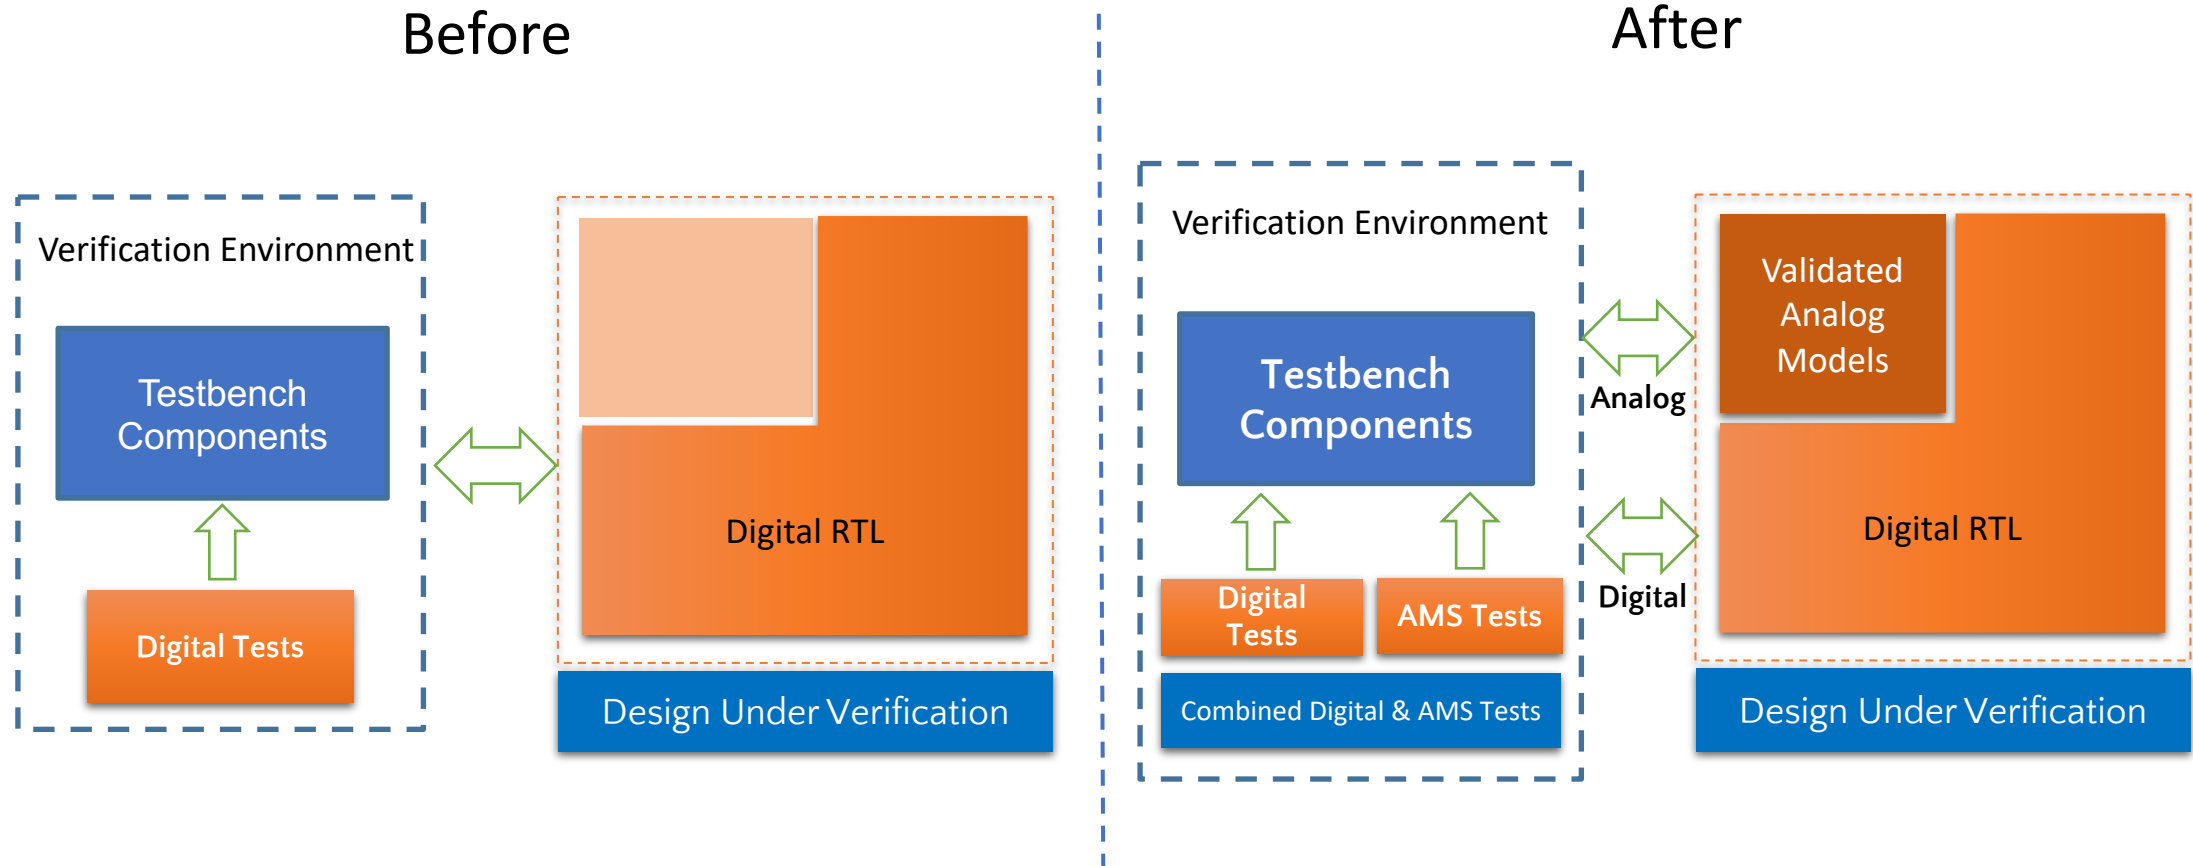 Before
Verification Environment
Testbench
Components
Digital Tests
Digital RTL
Design Under Verification
After
Verification Environment
Testbench
Components
Digital
Tests
AMS Tests
Combined Digital & AMS Tests
Analog
Digital
Validated
Analog
Models
Digital RTL
Design Under Verification